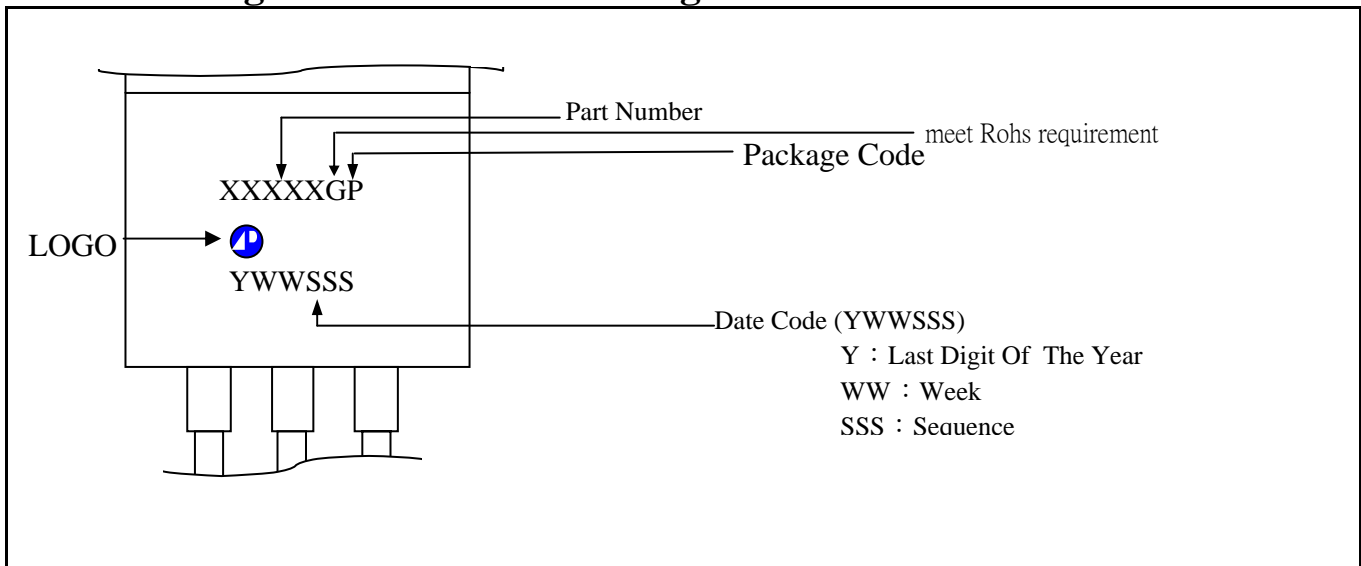 Part Number
meet Rohs requirement
Package Code
XXXXXGP
LOGO
YWWSSS
Date Code (YWWSSS)
Y：Last Digit Of The Year
WW：Week
SSS：Sequence